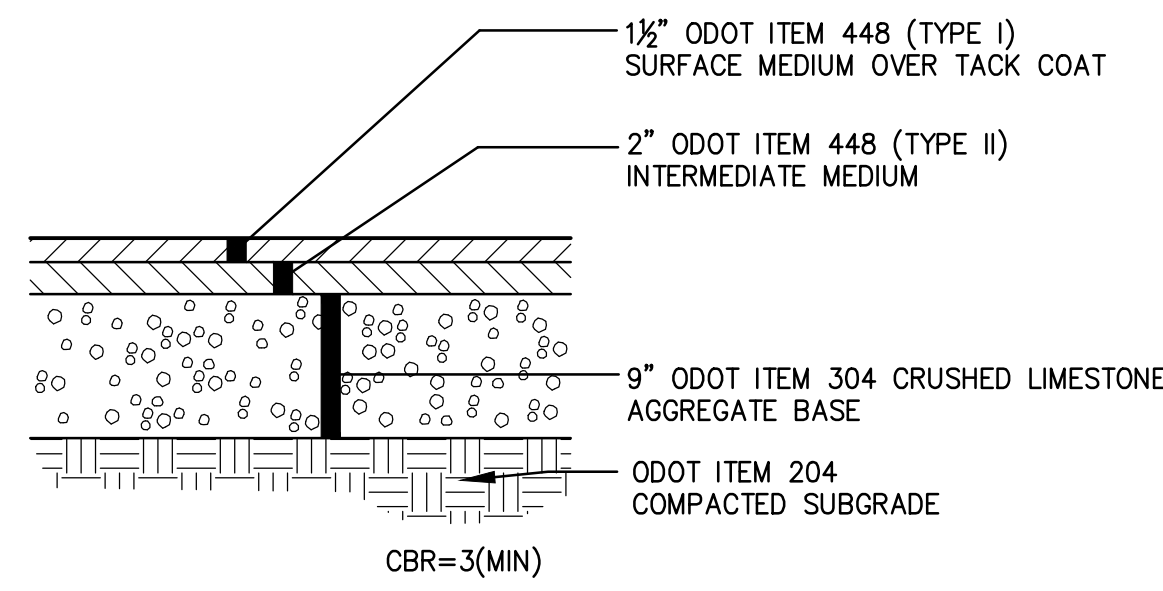 1½” ODOT ITEM 448 (TYPE I)
SURFACE MEDIUM OVER TACK COAT
2” ODOT ITEM 448 (TYPE II)
INTERMEDIATE MEDIUM
9” ODOT ITEM 304 CRUSHED LIMESTONE
AGGREGATE BASE
ODOT ITEM 204
COMPACTED SUBGRADE
CBR=3(MIN)